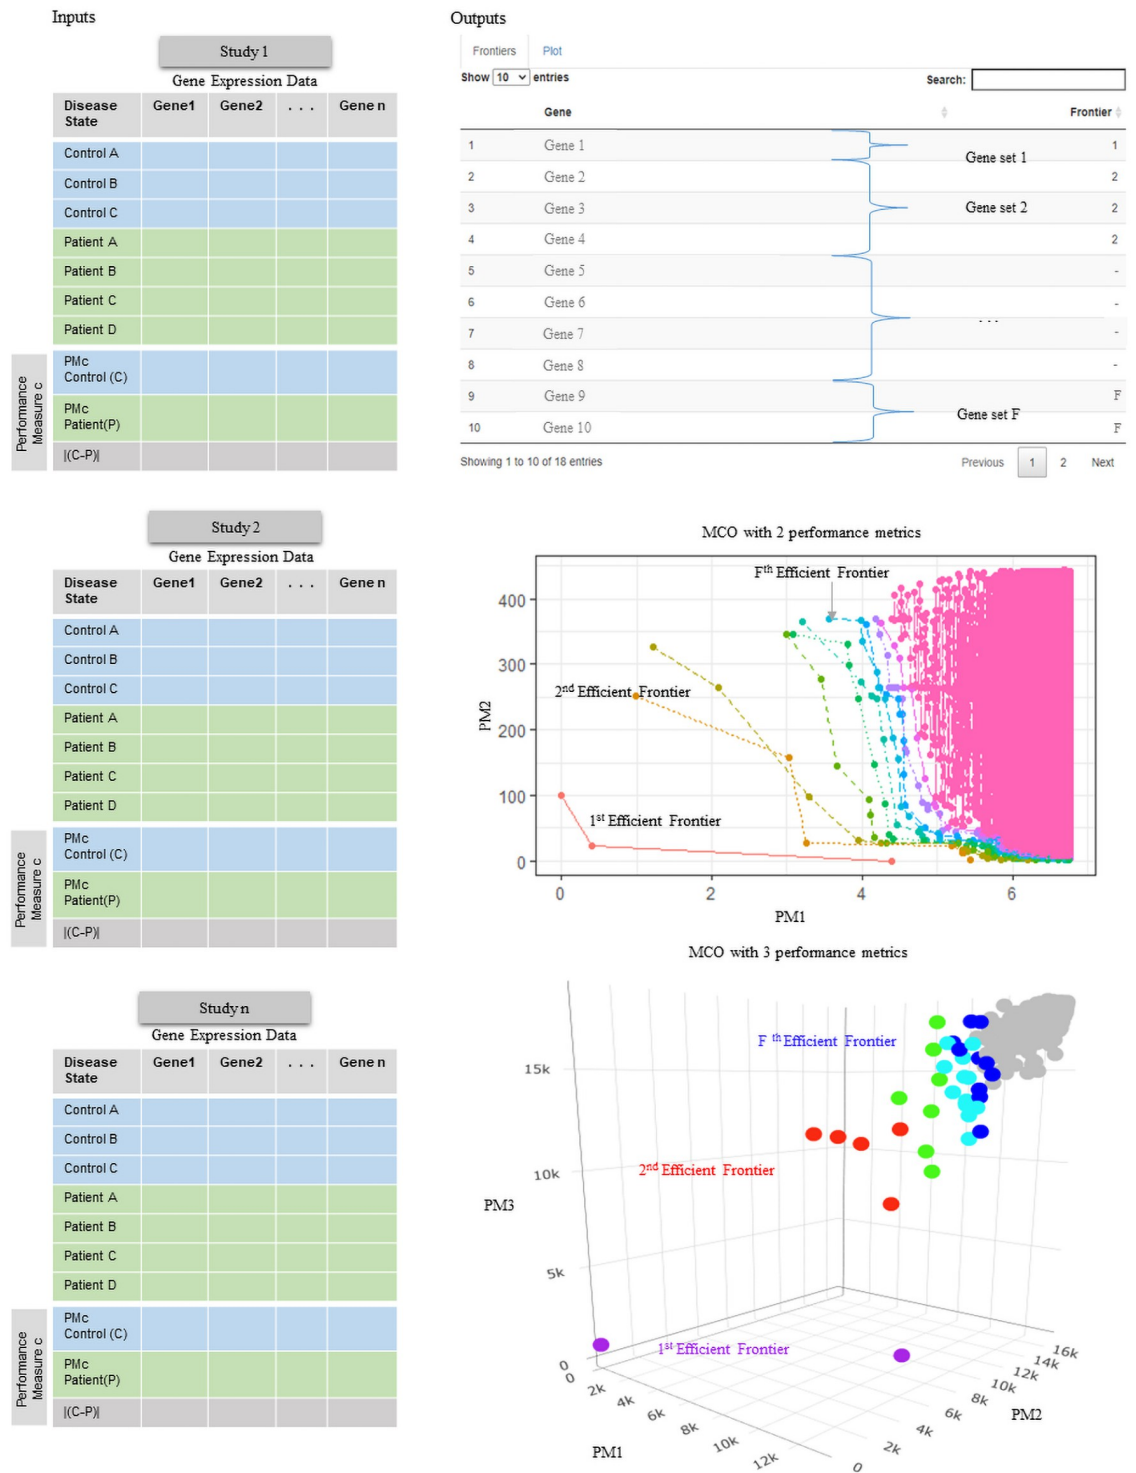 Inputs
Study 1
Gene Expression Data
Disease State Gene1 Gene2 . . . Gene n
Control A
Control B
Control C
Patient A
Patient B
Patient C
Patient D
Performance Measure c
PMc Control (C)
PMc Patient(P)
|(C-P)|
Study 2
Gene Expression Data
Disease State Gene1 Gene2 . . . Gene n
Control A
Control B
Control C
Patient A
Patient B
Patient C
Patient D
Performance Measure c
PMc Control (C)
PMc Patient(P)
|(C-P)|
Study n
Gene Expression Data
Disease State Gene1 Gene2 . . . Gene n
Control A
Control B
Control C
Patient A
Patient B
Patient C
Patient D
Performance Measure c
PMc Control (C)
PMc Patient(P)
|(C-P)|
Outputs
Frontiers Plot
Show 10 entries Search:
Gene Frontier
1 Gene 1 1
Gene set 1
2 Gene 2 2
3 Gene 3 Gene set 2 2
4 Gene 4 2
5 Gene 5 -
6 Gene 6 -
. . .
7 Gene 7 -
8 Gene 8 -
9 Gene 9 F
Gene set F
10 Gene 10 F
Showing 1 to 10 of 18 entries Previous 1 2 Next
MCO with 2 performance metrics
Fth Efficient Frontier
400
300
2nd Efficient Frontier
200
PM2
100
1st Efficient Frontier
0
0 2 4 6
PM1
MCO with 3 performance metrics
F th Efficient Frontier
15k
2nd Efficient Frontier
10k
PM3
5k
1st Efficient Frontier
0
0 2k 4k 6k 8k 10k 12k
PM1
0 2k 4k 6k 8k 10k 12k 14k 16k
PM2